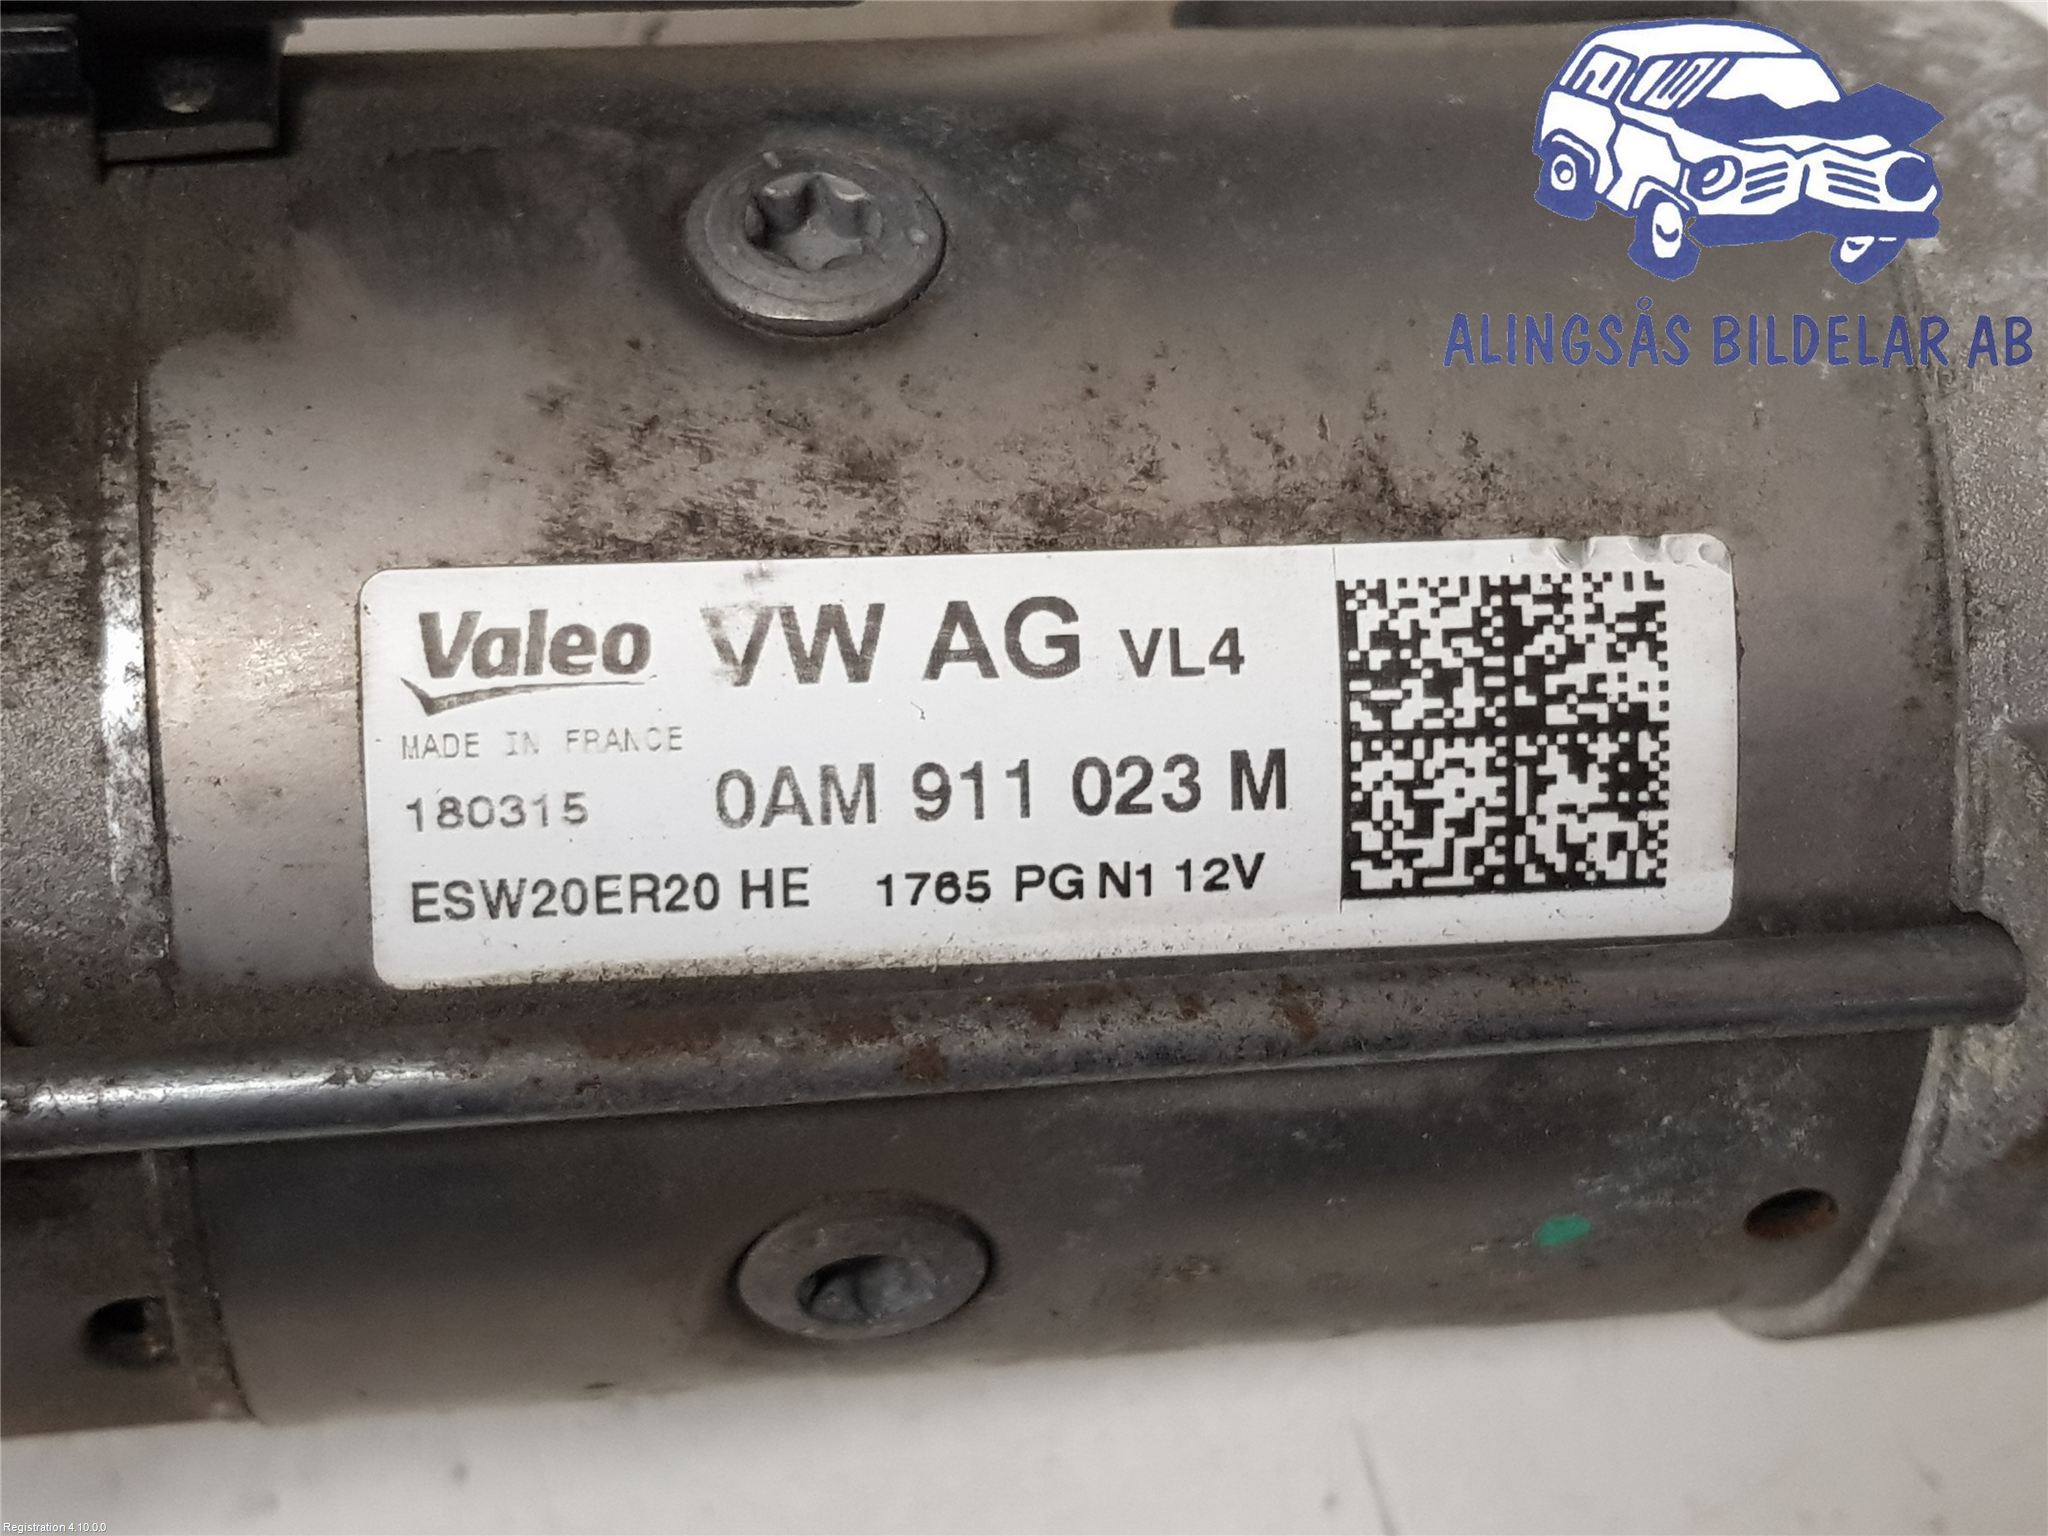 ALINGSÅS BILDELAR AB
Valeo VW AG VL4
MADE IN FRANCE
180315 0AM 911 023 M
ESW20ER20 HE 1765 PG N1 12V
Registration 4.10.0.0